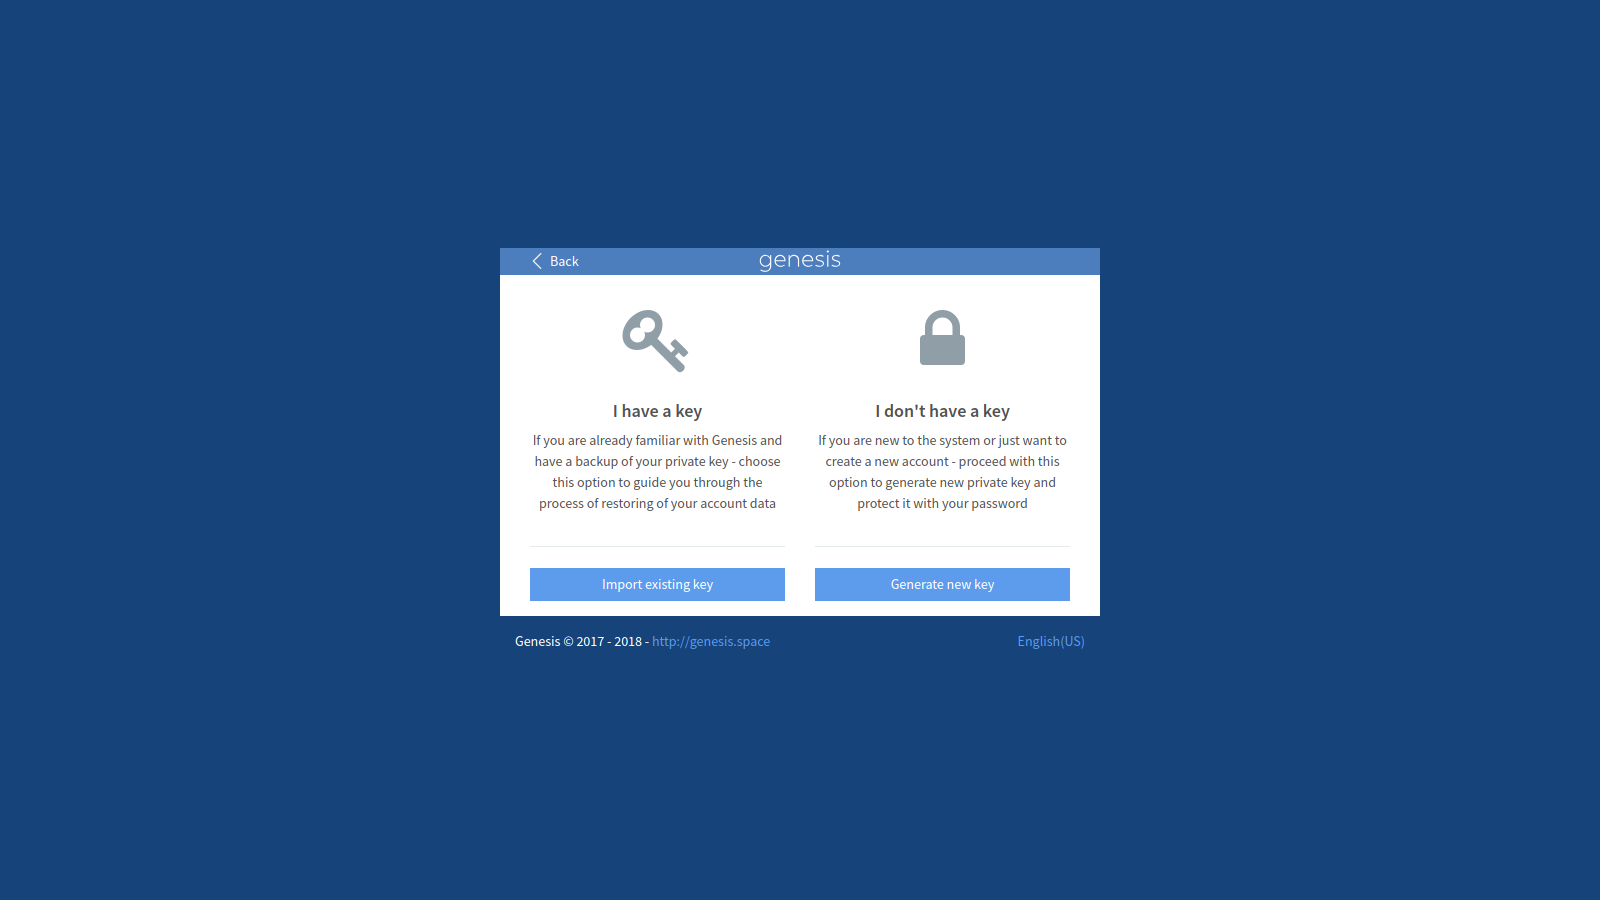 Back
genesis
I have a key
If you are already familiar with Genesis and
have a backup of your private key - choose
this option to guide you through the
process of restoring of your account data
Import existing key
I don't have a key
If you are new to the system or just want to
create a new account - proceed with this
option to generate new private key and
protect it with your password
Generate new key
Genesis © 2017 - 2018 - http://genesis.space
English(US)